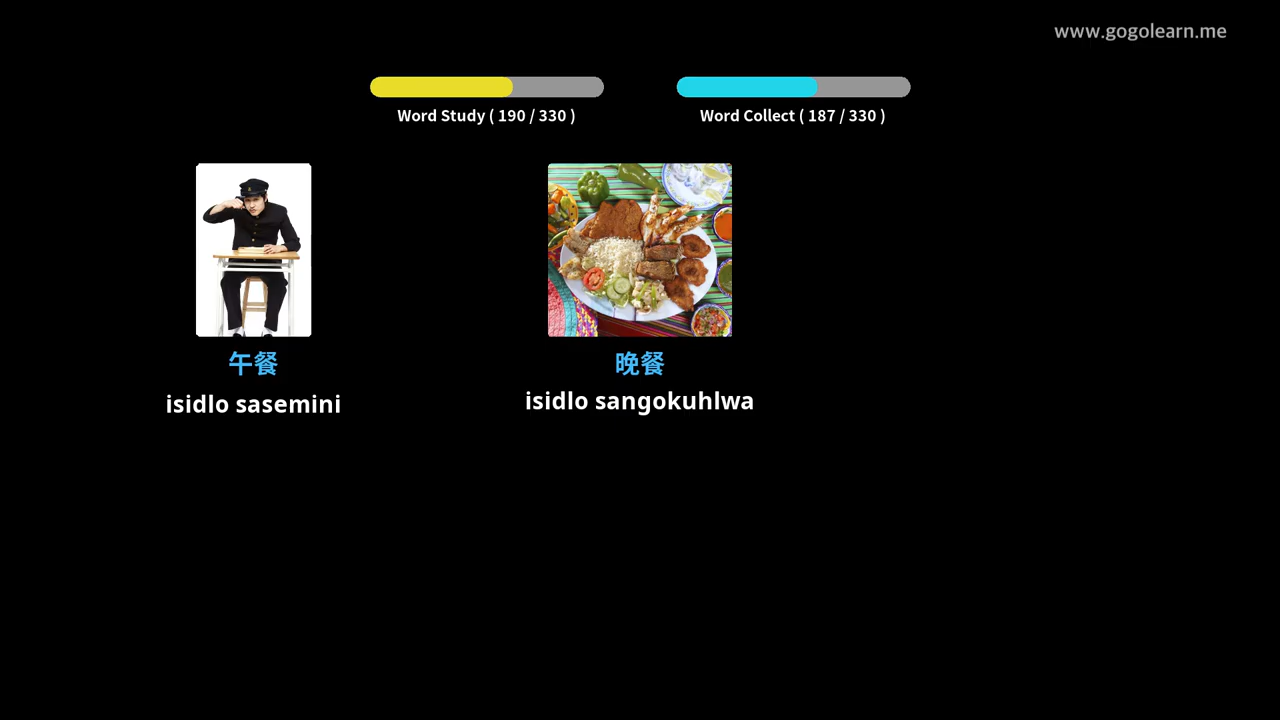 www.gogolearn.me
Word Study ( 190 / 330 )
Word Collect ( 187 / 330 )
午餐
isidlo sasemini
晚餐
isidlo sangokuhlwa